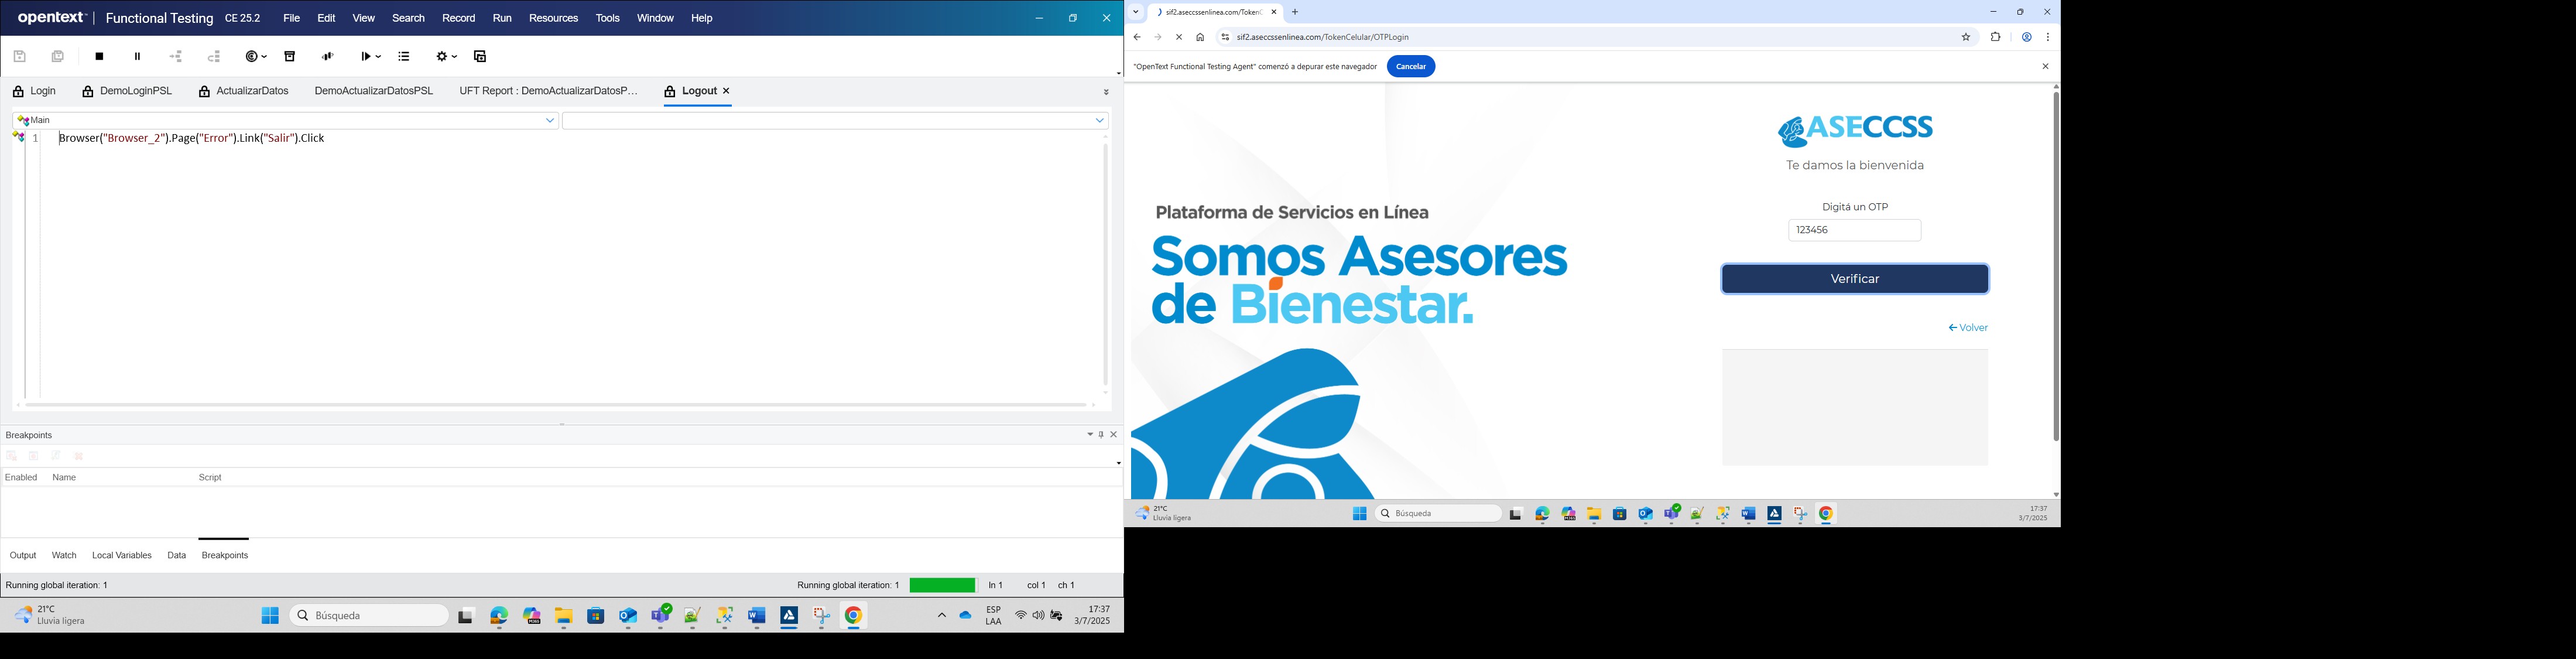 opentext™ | Functional Testing CE 25.2 File Edit View Search Record Run Resources Tools Window Help
Login DemoLoginPSL ActualizarDatos DemoActualizarDatosPSL UFT Report : DemoActualizarDatosP... Logout
Main
1 Browser("Browser_2").Page("Error").Link("Salir").Click
Breakpoints
Enabled Name Script
Output Watch Local Variables Data Breakpoints
Running global iteration: 1 Running global iteration: 1 ln 1 col 1 ch 1
21°C
Lluvia ligera
Búsqueda
ESP
LAA
17:37
3/7/2025
sif2.aseccssenlinea.com/Token
sif2.aseccssenlinea.com/TokenCelular/OTPLogin
"OpenText Functional Testing Agent" comenzó a depurar este navegador Cancelar
Plataforma de Servicios en Línea
Somos Asesores
de Bienestar.
ASECCSS
Te damos la bienvenida
Digitá un OTP
123456
Verificar
Volver
21°C
Lluvia ligera
Búsqueda
17:37
3/7/2025